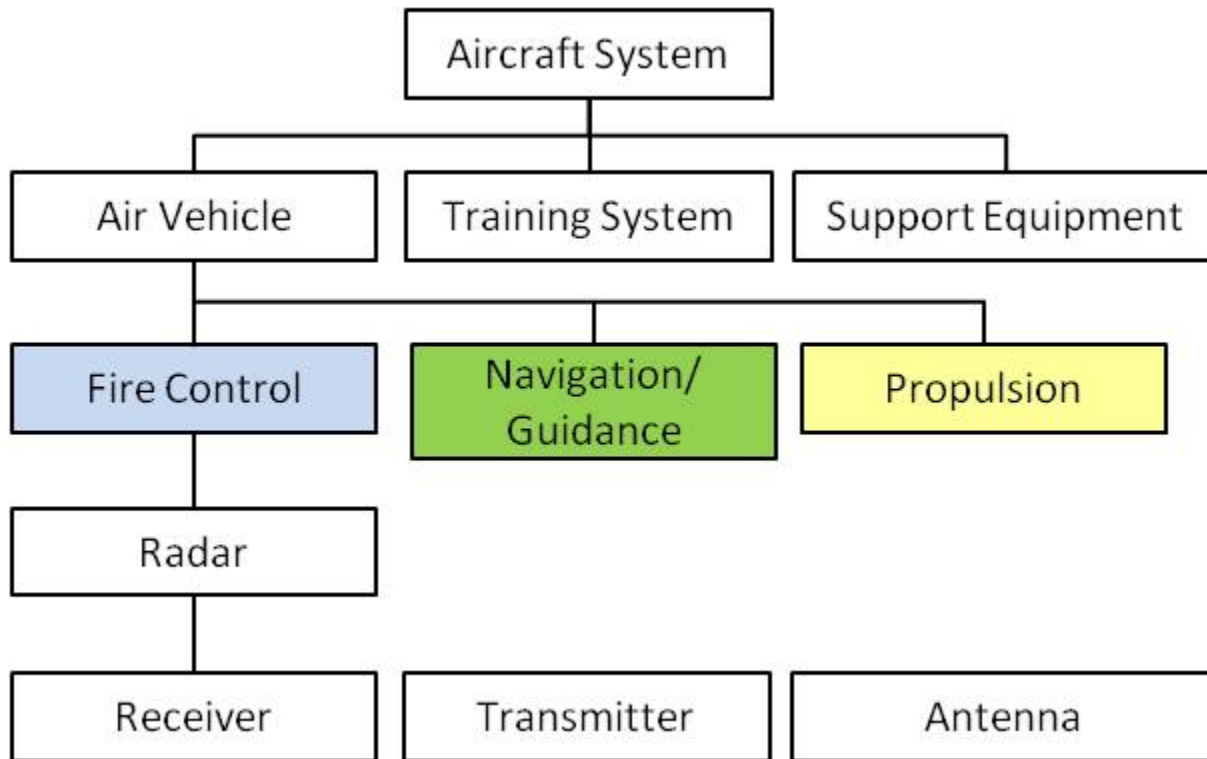 Aircraft System
Air Vehicle
Training System
Support Equipment
Fire Control
Navigation/
Guidance
Propulsion
Radar
Receiver
Transmitter
Antenna